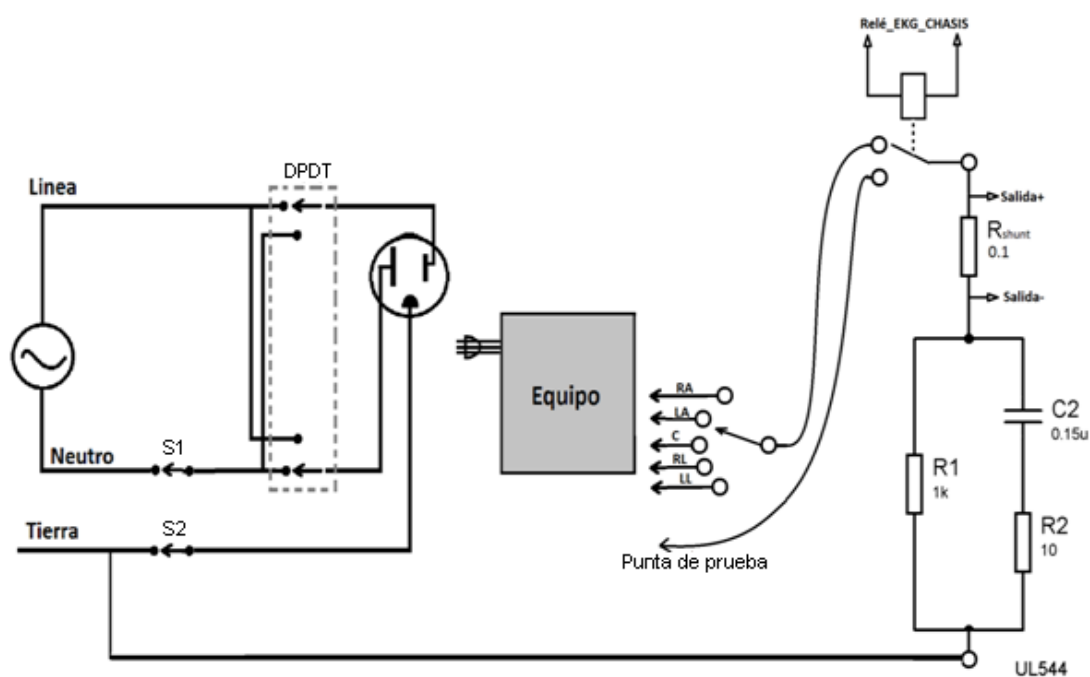 Relé_EKG_CHASIS
DPDT
Linea
Salida+
Rshunt
0.1
Salida-
Equipo
RA
LA
C
RL
LL
C2
0.15u
Neutro
S1
R1
1k
R2
10
Tierra
S2
Punta de prueba
UL544